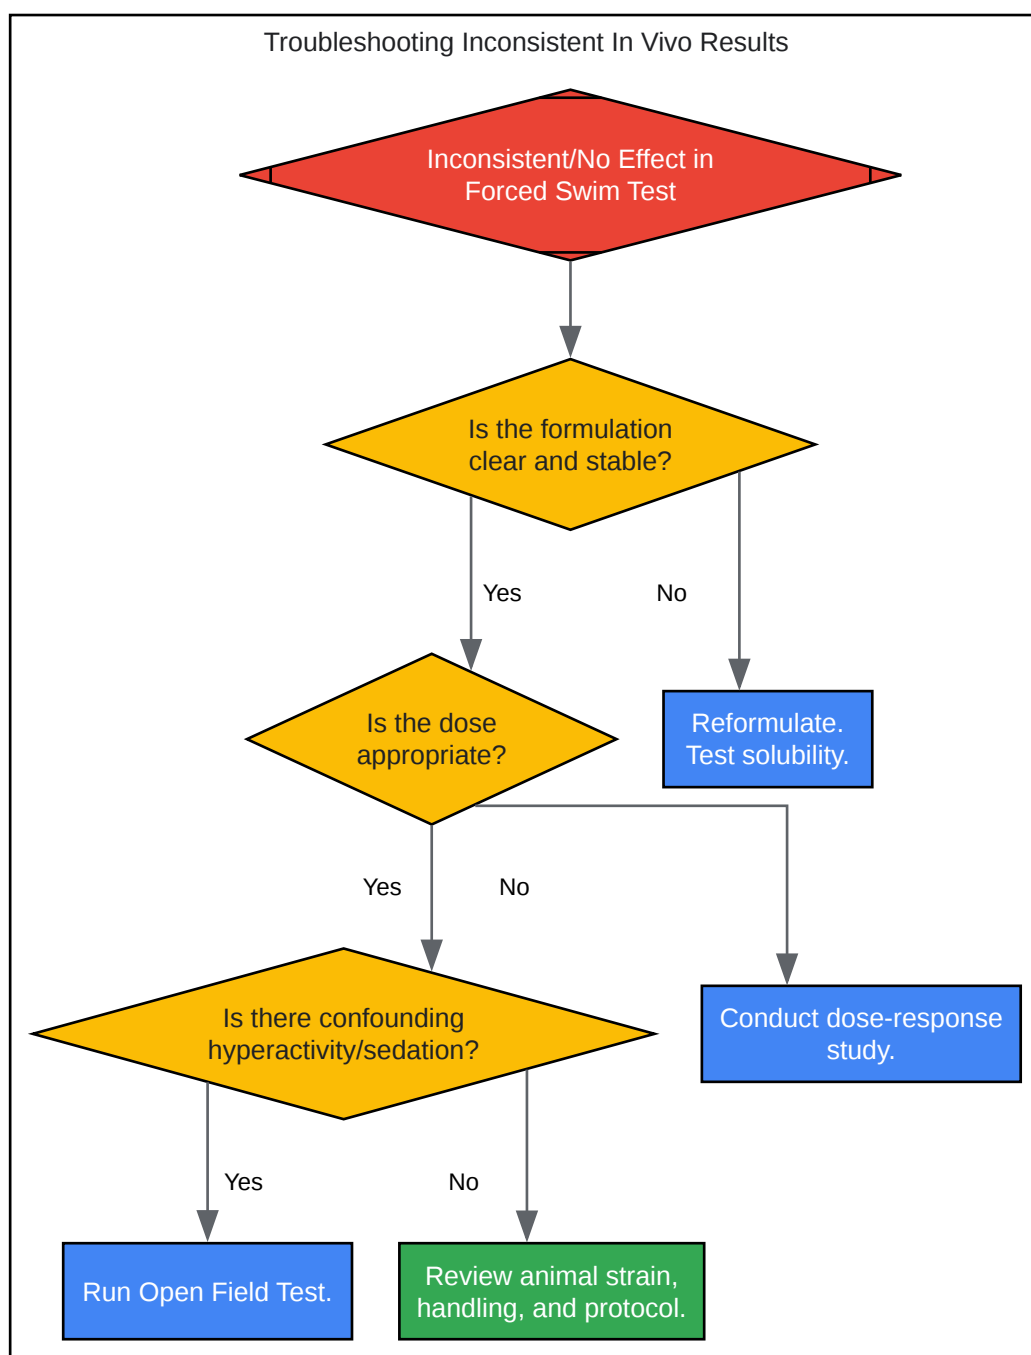 Troubleshooting Inconsistent In Vivo Results
Inconsistent/No Effect in
Forced Swim Test
Is the formulation
clear and stable?
Yes
No
Is the dose
appropriate?
Reformulate.
Test solubility.
Yes
No
Is there confounding
hyperactivity/sedation?
Conduct dose-response
study.
Yes
No
Run Open Field Test.
Review animal strain,
handling, and protocol.